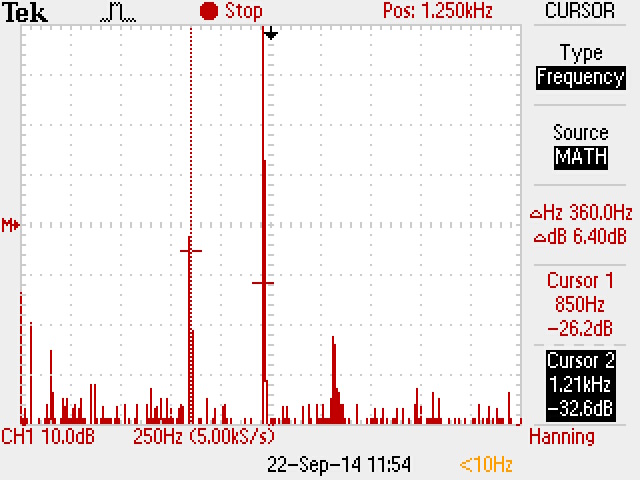 Tek Stop Pos: 1.250kHz CURSOR
Type
Frequency
Source
MATH
M
△Hz 360.0Hz
△dB 6.40dB
Cursor 1
850Hz
-26.2dB
Cursor 2
1.21kHz
-32.6dB
CH1 10.0dB 250Hz (5.00kS/s) Hanning
22-Sep-14 11:54 <10Hz